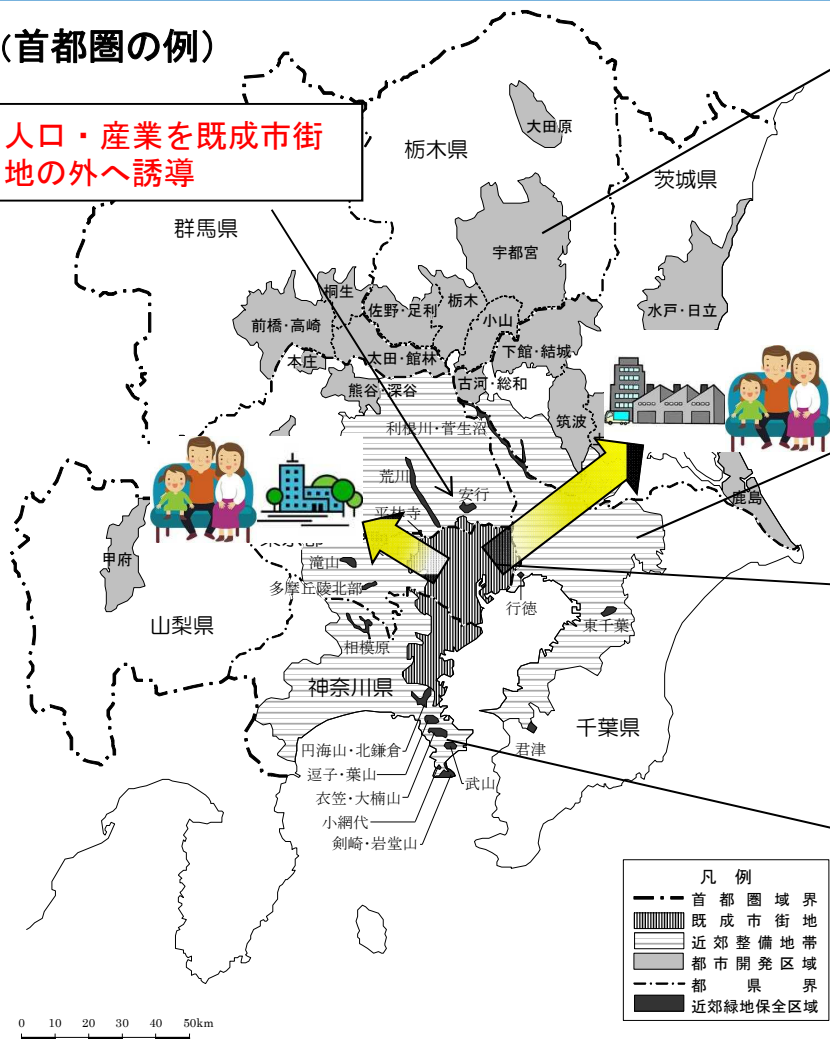 (首都圏の例)
人口・産業を既成市街
地の外へ誘導
大田原
栃木県
茨城県
群馬県
宇都宮
桐生
佐野・足利
栃木
小山
水戸・日立
前橋・高崎
本庄
太田・館林
下館・結城
熊谷・深谷
古河・総和
筑波
利根川・菅生沼
荒川
安行
平林寺
鹿島
甲府
滝山
多摩丘陵北部
行徳
東千葉
山梨県
相模原
神奈川県
千葉県
円海山・北鎌倉
君津
逗子・葉山
武山
衣笠・大楠山
小網代
剣崎・岩堂山
凡 例
首都圏域界
既成市街地
近郊整備地帯
都市開発区域
都県界
近郊緑地保全区域
0 10 20 30 40 50km